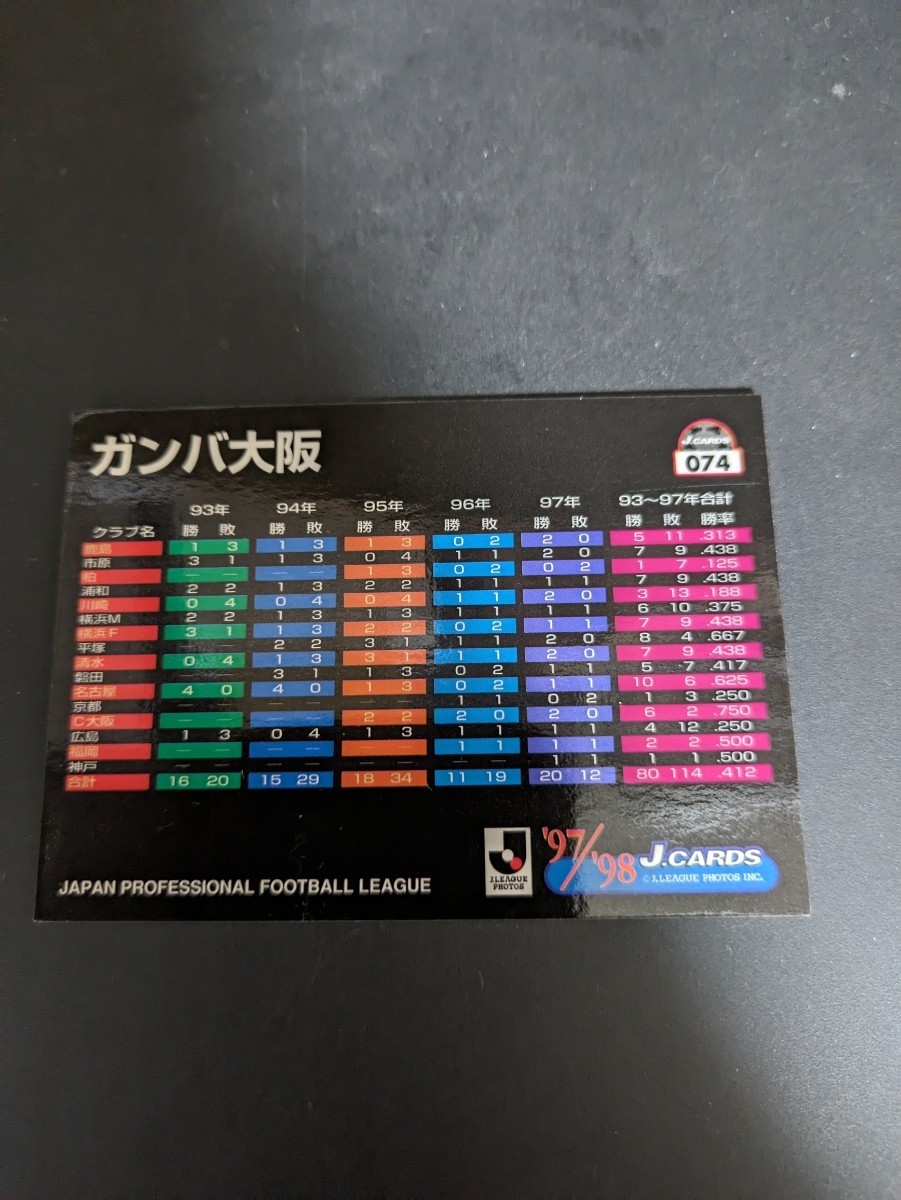 ガンバ大阪
J.CARDS
074
93年 94年 95年 96年 97年 93〜97年合計
クラブ名 勝 敗 勝 敗 勝 敗 勝 敗 勝 敗 勝 敗 勝率
鹿島 1 3 1 3 1 3 0 2 2 0 5 11 .313
市原 3 1 1 3 0 4 1 1 2 0 7 9 .438
柏 — — — — 1 3 0 2 0 2 1 7 .125
浦和 2 2 1 3 2 2 1 1 1 1 7 9 .438
川崎 0 4 0 4 0 4 1 1 2 0 3 13 .188
横浜M 2 2 1 3 1 3 1 1 1 1 6 10 .375
横浜F 3 1 1 3 2 2 0 2 1 1 7 9 .438
平塚 — — 2 2 3 1 1 1 2 0 8 4 .667
清水 0 4 1 3 3 1 1 1 2 0 7 9 .438
磐田 — — 3 1 1 3 0 2 1 1 5 7 .417
名古屋 4 0 4 0 1 3 0 2 1 1 10 6 .625
京都 — — — — — — 1 1 0 2 1 3 .250
C大阪 — — — — 2 2 2 0 2 0 6 2 .750
広島 1 3 0 4 1 3 1 1 1 1 4 12 .250
福岡 — — — — — — 1 1 1 1 2 2 .500
神戸 — — — — — — — — 1 1 1 1 .500
合計 16 20 15 29 18 34 11 19 20 12 80 114 .412
JAPAN PROFESSIONAL FOOTBALL LEAGUE
J.LEAGUE
PHOTOS
'97/'98 J.CARDS
© J.LEAGUE PHOTOS INC.